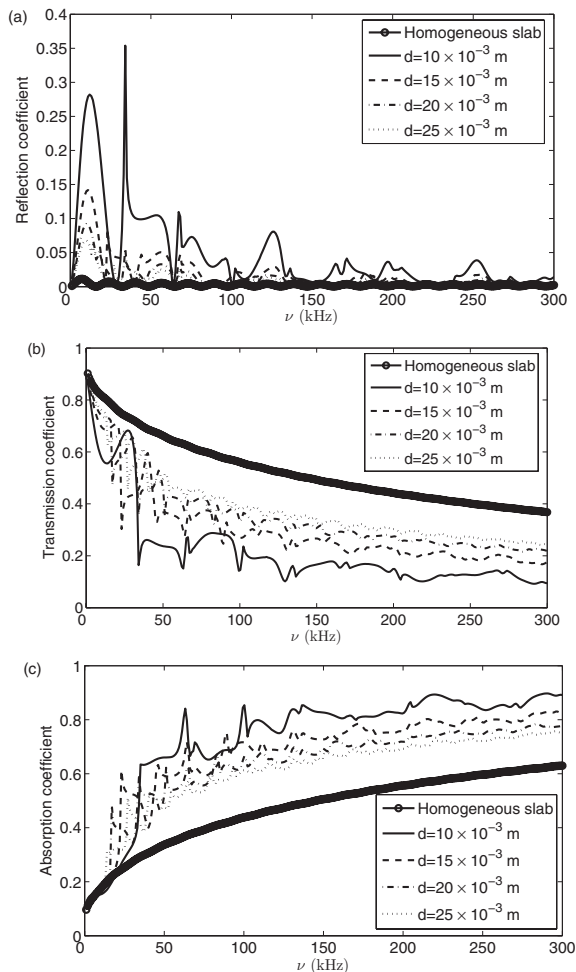 (a)
0.4
0.35
0.3
0.25
0.2
0.15
0.1
0.05
0
Reflection coefficient
Homogeneous slab
d=10 × 10⁻³ m
d=15 × 10⁻³ m
d=20 × 10⁻³ m
d=25 × 10⁻³ m
0 50 100 150 200 250 300
ν (kHz)
(b)
1
0.8
0.6
0.4
0.2
0
Transmission coefficient
Homogeneous slab
d=10 × 10⁻³ m
d=15 × 10⁻³ m
d=20 × 10⁻³ m
d=25 × 10⁻³ m
0 50 100 150 200 250 300
ν (kHz)
(c)
1
0.8
0.6
0.4
0.2
0
Absorption coefficient
Homogeneous slab
d=10 × 10⁻³ m
d=15 × 10⁻³ m
d=20 × 10⁻³ m
d=25 × 10⁻³ m
0 50 100 150 200 250 300
ν (kHz)